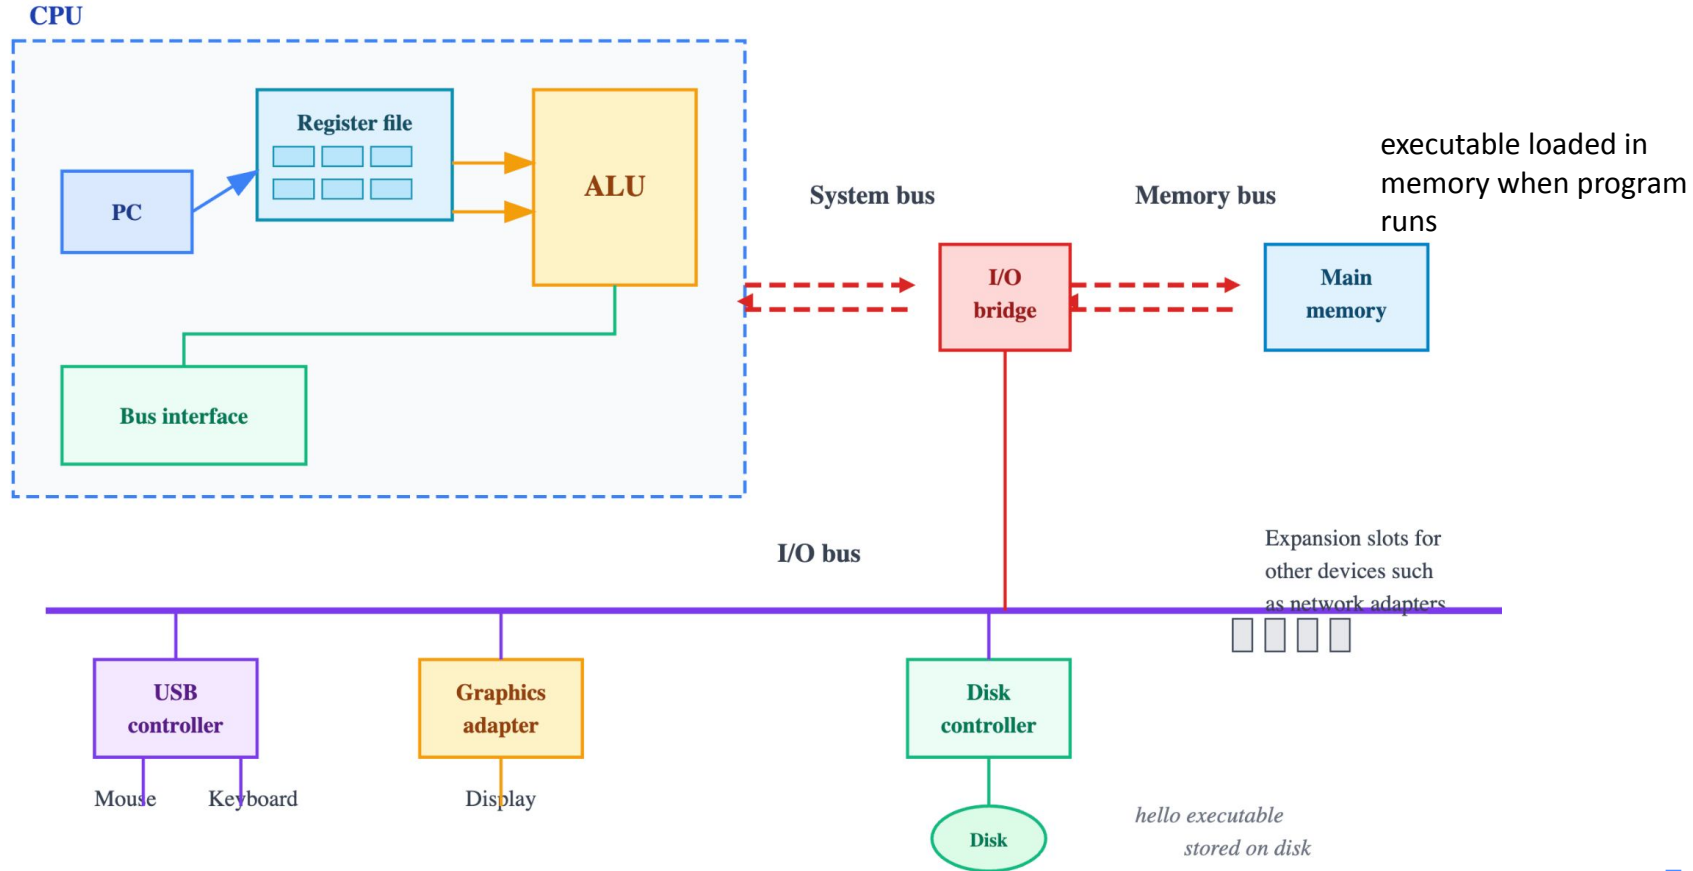 CPU
Register file
PC
ALU
Bus interface
System bus
Memory bus
executable loaded in
memory when program
runs
I/O
bridge
Main
memory
I/O bus
Expansion slots for
other devices such
as network adapters
USB
controller
Graphics
adapter
Disk
controller
Mouse
Keyboard
Display
Disk
hello executable
stored on disk